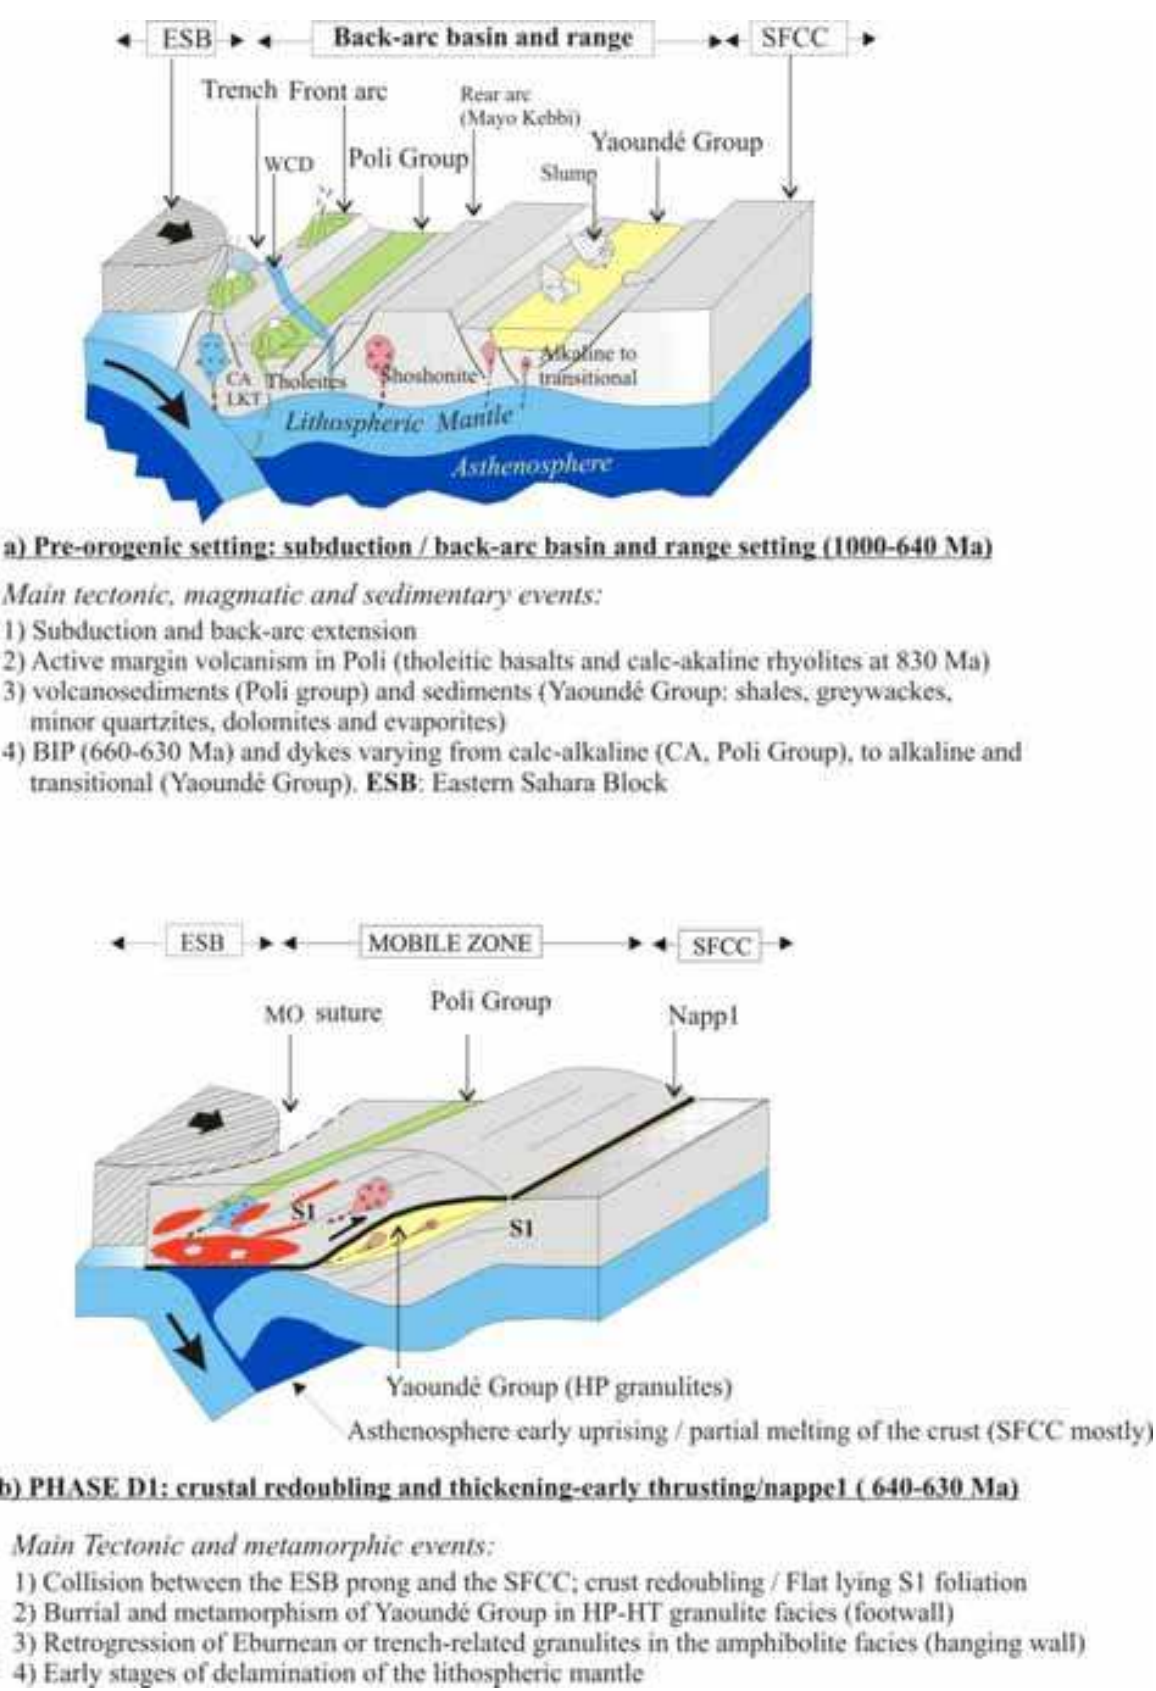 ESB Back-arc basin and range SFCC
Trench Front arc
Rear arc
(Mayo Kebbi)
Yaoundé Group
WCD Poli Group
Slump
CA
LKT
Tholeites
Shoshonite
Alkaline to
transitional
Lithospheric Mantle
Asthenosphere
a) Pre-orogenic setting: subduction / back-arc basin and range setting (1000-640 Ma)
Main tectonic, magmatic and sedimentary events:
1) Subduction and back-arc extension
2) Active margin volcanism in Poli (tholeitic basalts and calc-akaline rhyolites at 830 Ma)
3) volcanosediments (Poli group) and sediments (Yaoundé Group: shales, greywackes,
minor quartzites, dolomites and evaporites)
4) BIP (660-630 Ma) and dykes varying from calc-alkaline (CA, Poli Group), to alkaline and
transitional (Yaoundé Group). ESB: Eastern Sahara Block
ESB MOBILE ZONE SFCC
MO suture
Poli Group
Napp1
S1
S1
Yaoundé Group (HP granulites)
Asthenosphere early uprising / partial melting of the crust (SFCC mostly)
b) PHASE D1: crustal redoubling and thickening-early thrusting/nappe1 ( 640-630 Ma)
Main Tectonic and metamorphic events:
1) Collision between the ESB prong and the SFCC; crust redoubling / Flat lying S1 foliation
2) Burrial and metamorphism of Yaoundé Group in HP-HT granulite facies (footwall)
3) Retrogression of Eburnean or trench-related granulites in the amphibolite facies (hanging wall)
4) Early stages of delamination of the lithospheric mantle